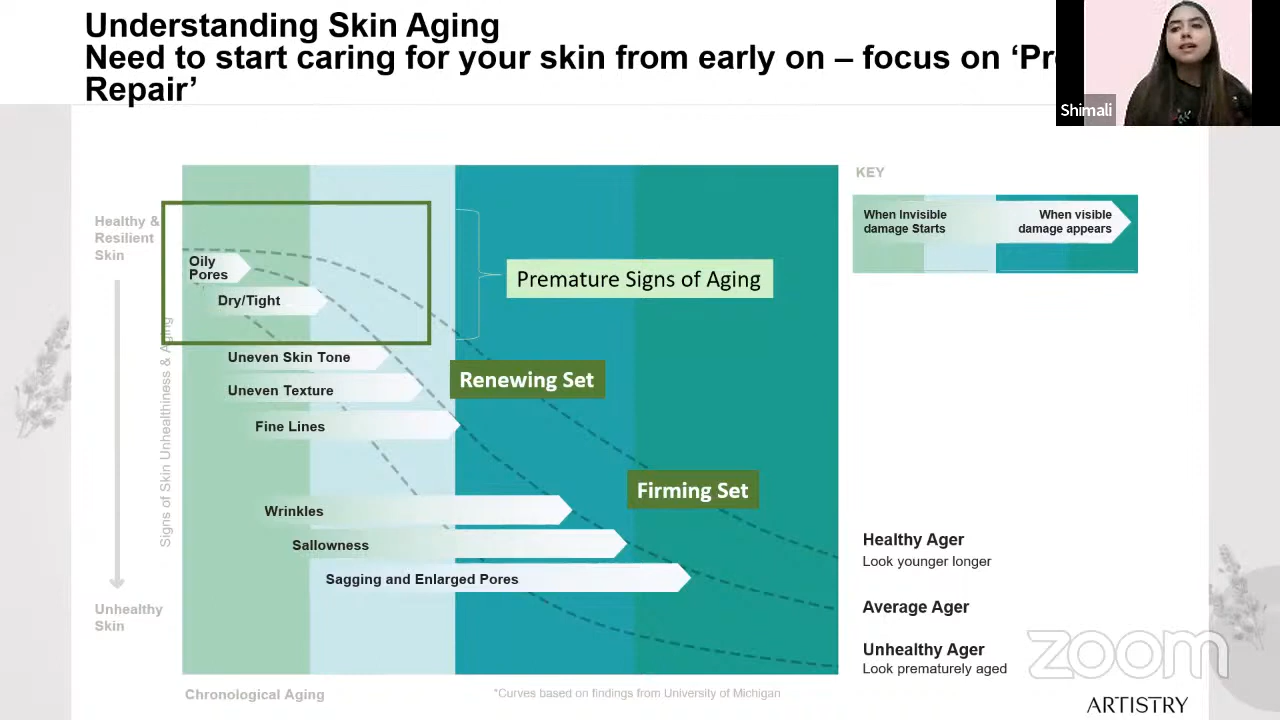 Understanding Skin Aging
Need to start caring for your skin from early on – focus on
Repair’
Shimali
KEY
When Invisible
damage Starts
When visible
damage appears
Healthy &
Resilient
Skin
Oily
Pores
Dry/Tight
Premature Signs of Aging
Signs of Skin Unhealthiness & Aging
Uneven Skin Tone
Renewing Set
Uneven Texture
Fine Lines
Firming Set
Wrinkles
Sallowness
Sagging and Enlarged Pores
Healthy Ager
Look younger longer
Average Ager
Unhealthy
Skin
Unhealthy Ager
Look prematurely aged
zoom
Chronological Aging
*Curves based on findings from University of Michigan
ARTISTRY